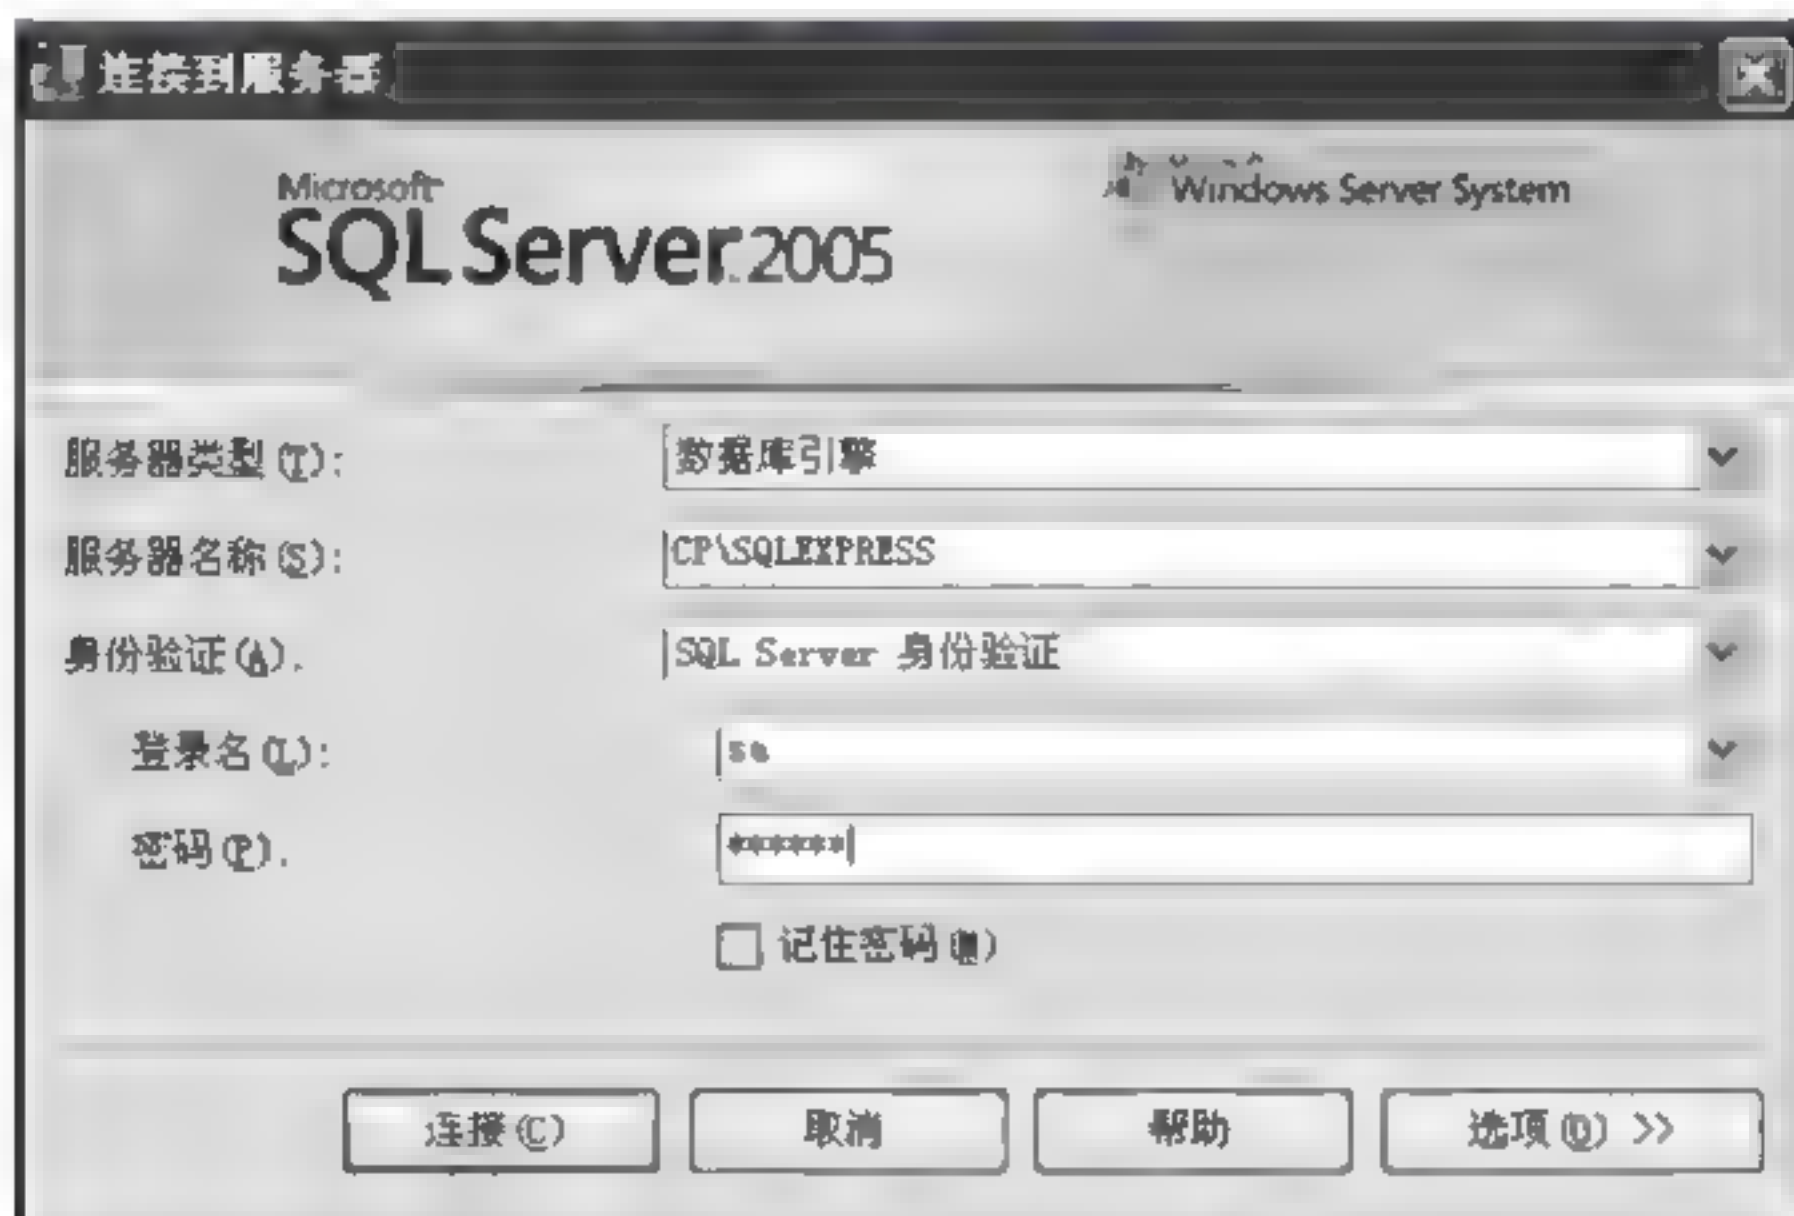 连接到服务器
Microsoft
SQL Server 2005
Windows Server System
服务器类型(T): 数据库引擎
服务器名称(S): CP\SQLEXPRESS
身份验证(A). SQL Server 身份验证
登录名(L): sa
密码(P). ******
记住密码(M)
连接(C) 取消 帮助 选项(O) >>